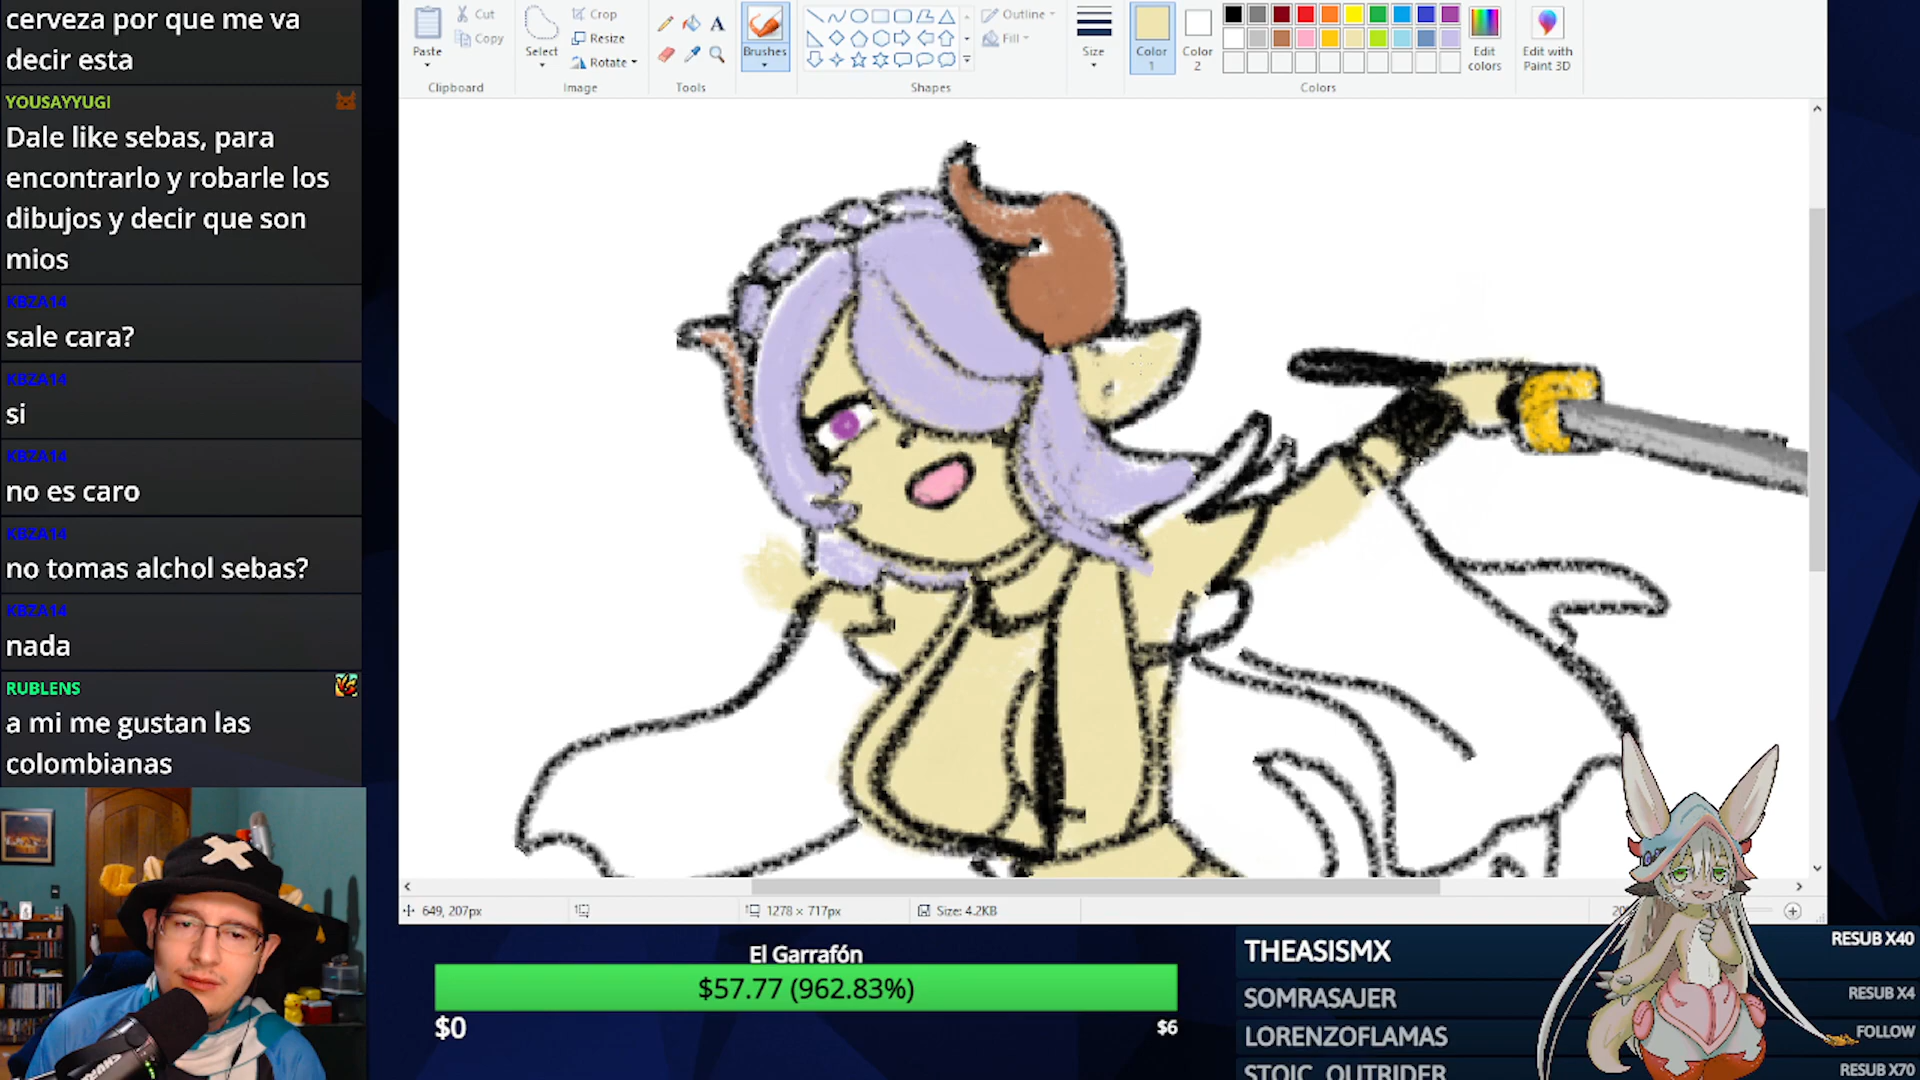 cerveza por que me va
decir esta
YOUSAYYUGI
Dale like sebas, para
encontrarlo y robarle los
dibujos y decir que son
mios
KBZA14
sale cara?
KBZA14
si
KBZA14
no es caro
KBZA14
no tomas alchol sebas?
KBZA14
nada
RUBLENS
a mi me gustan las
colombianas
Paste
Cut
Copy
Clipboard
Select
Crop
Resize
Rotate
Image
A
Tools
Brushes
Outline
Fill
Shapes
Size
Color
1
Color
2
Edit
colors
Edit with
Paint 3D
Colors
649, 207px
1278 × 717px
Size: 4.2KB
El Garrafón
$57.77 (962.83%)
$0
$6
THEASISMX
RESUB X40
SOMRASAJER
RESUB X4
LORENZOFLAMAS
FOLLOW
STOIC_OUTRIDER
RESUB X70